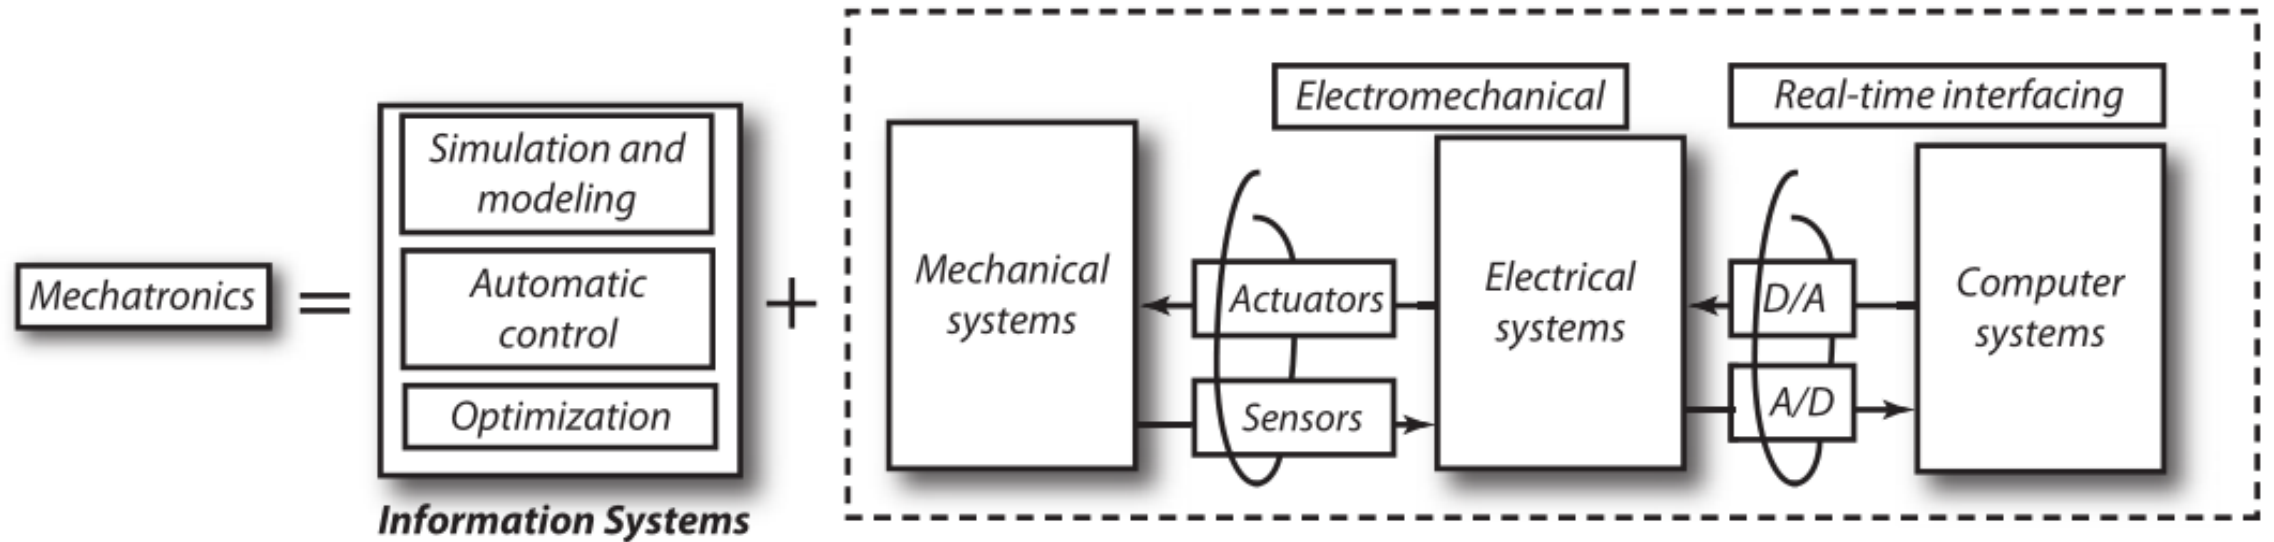 Mechatronics
=
Simulation and
modeling
Automatic
control
Optimization
Information Systems
+
Electromechanical
Real-time interfacing
Mechanical
systems
Actuators
Sensors
Electrical
systems
D/A
A/D
Computer
systems